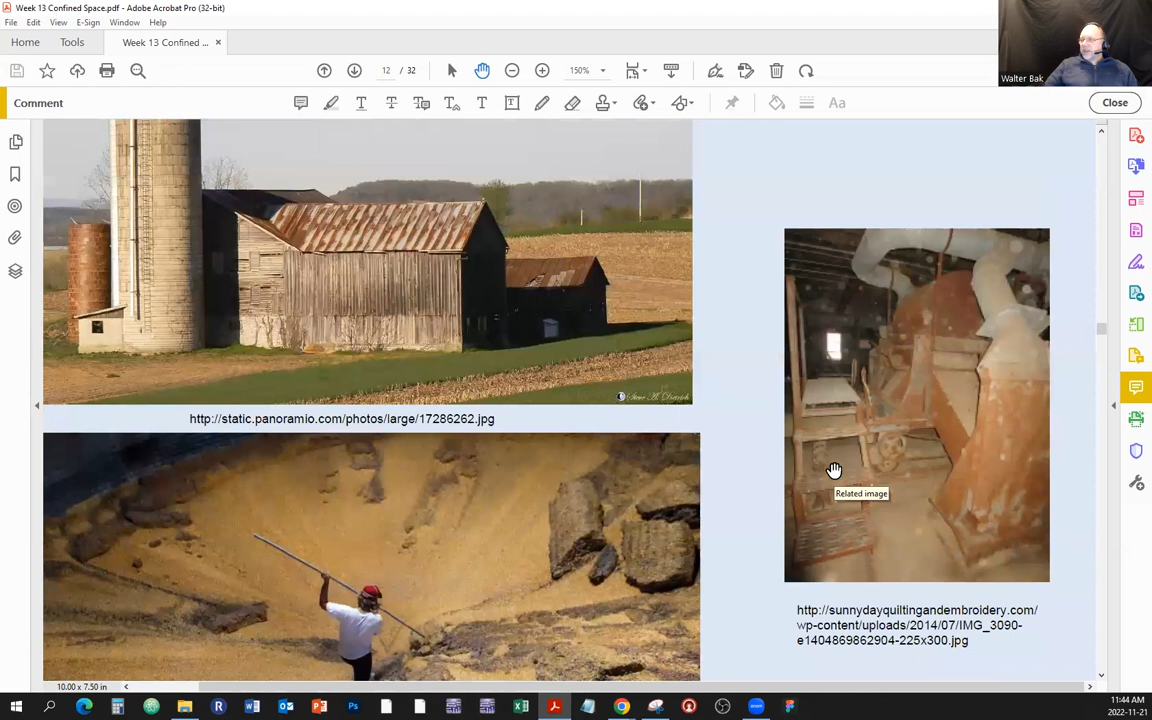 Week 13 Confined Space.pdf - Adobe Acrobat Pro (32-bit)
File Edit View E-Sign Window Help
Home Tools Week 13 Confined ... ×
12 / 32 150%
Walter Bak
Comment
Close
http://static.panoramio.com/photos/large/17286262.jpg
Related image
http://sunnydayquiltingandembroidery.com/
wp-content/uploads/2014/07/IMG_3090-
e1404869862904-225x300.jpg
10.00 x 7.50 in
11:44 AM
2022-11-21